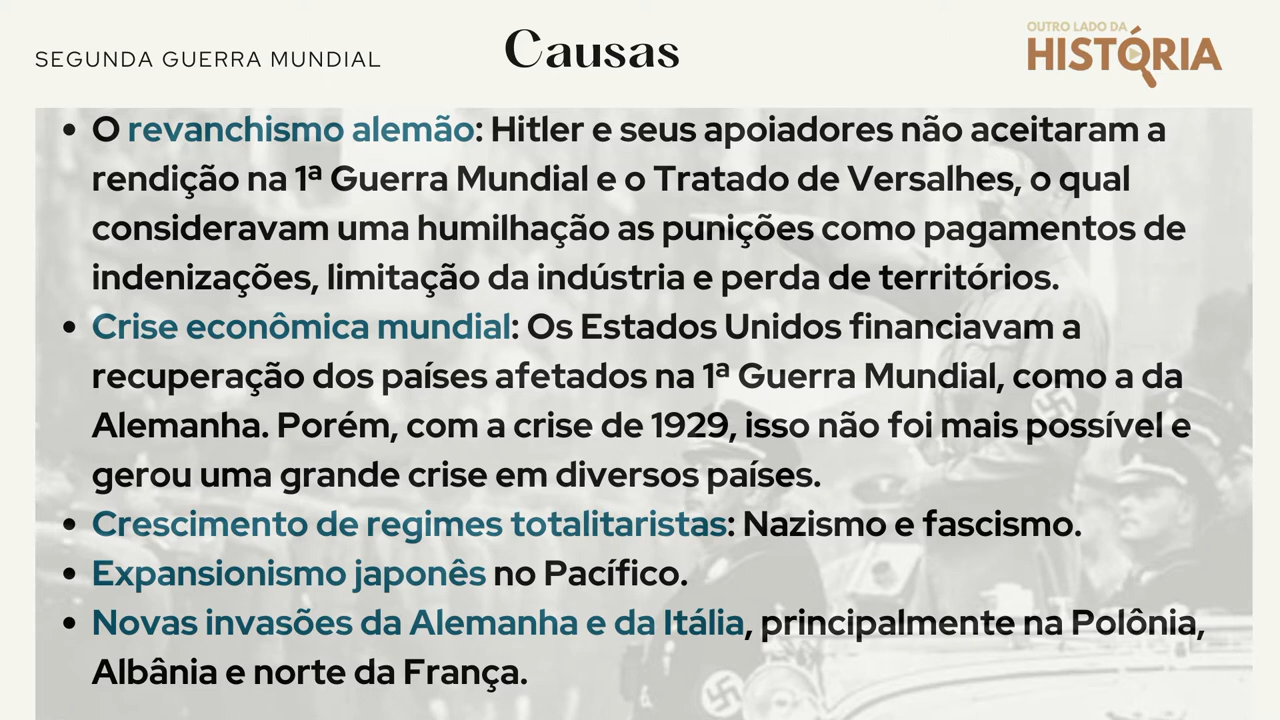 SEGUNDA GUERRA MUNDIAL
Causas
OUTRO LADO DA
HISTÓRIA
• O revanchismo alemão: Hitler e seus apoiadores não aceitaram a
rendição na 1ª Guerra Mundial e o Tratado de Versalhes, o qual
consideravam uma humilhação as punições como pagamentos de
indenizações, limitação da indústria e perda de territórios.
• Crise econômica mundial: Os Estados Unidos financiavam a
recuperação dos países afetados na 1ª Guerra Mundial, como a da
Alemanha. Porém, com a crise de 1929, isso não foi mais possível e
gerou uma grande crise em diversos países.
• Crescimento de regimes totalitaristas: Nazismo e fascismo.
• Expansionismo japonês no Pacífico.
• Novas invasões da Alemanha e da Itália, principalmente na Polônia,
Albânia e norte da França.